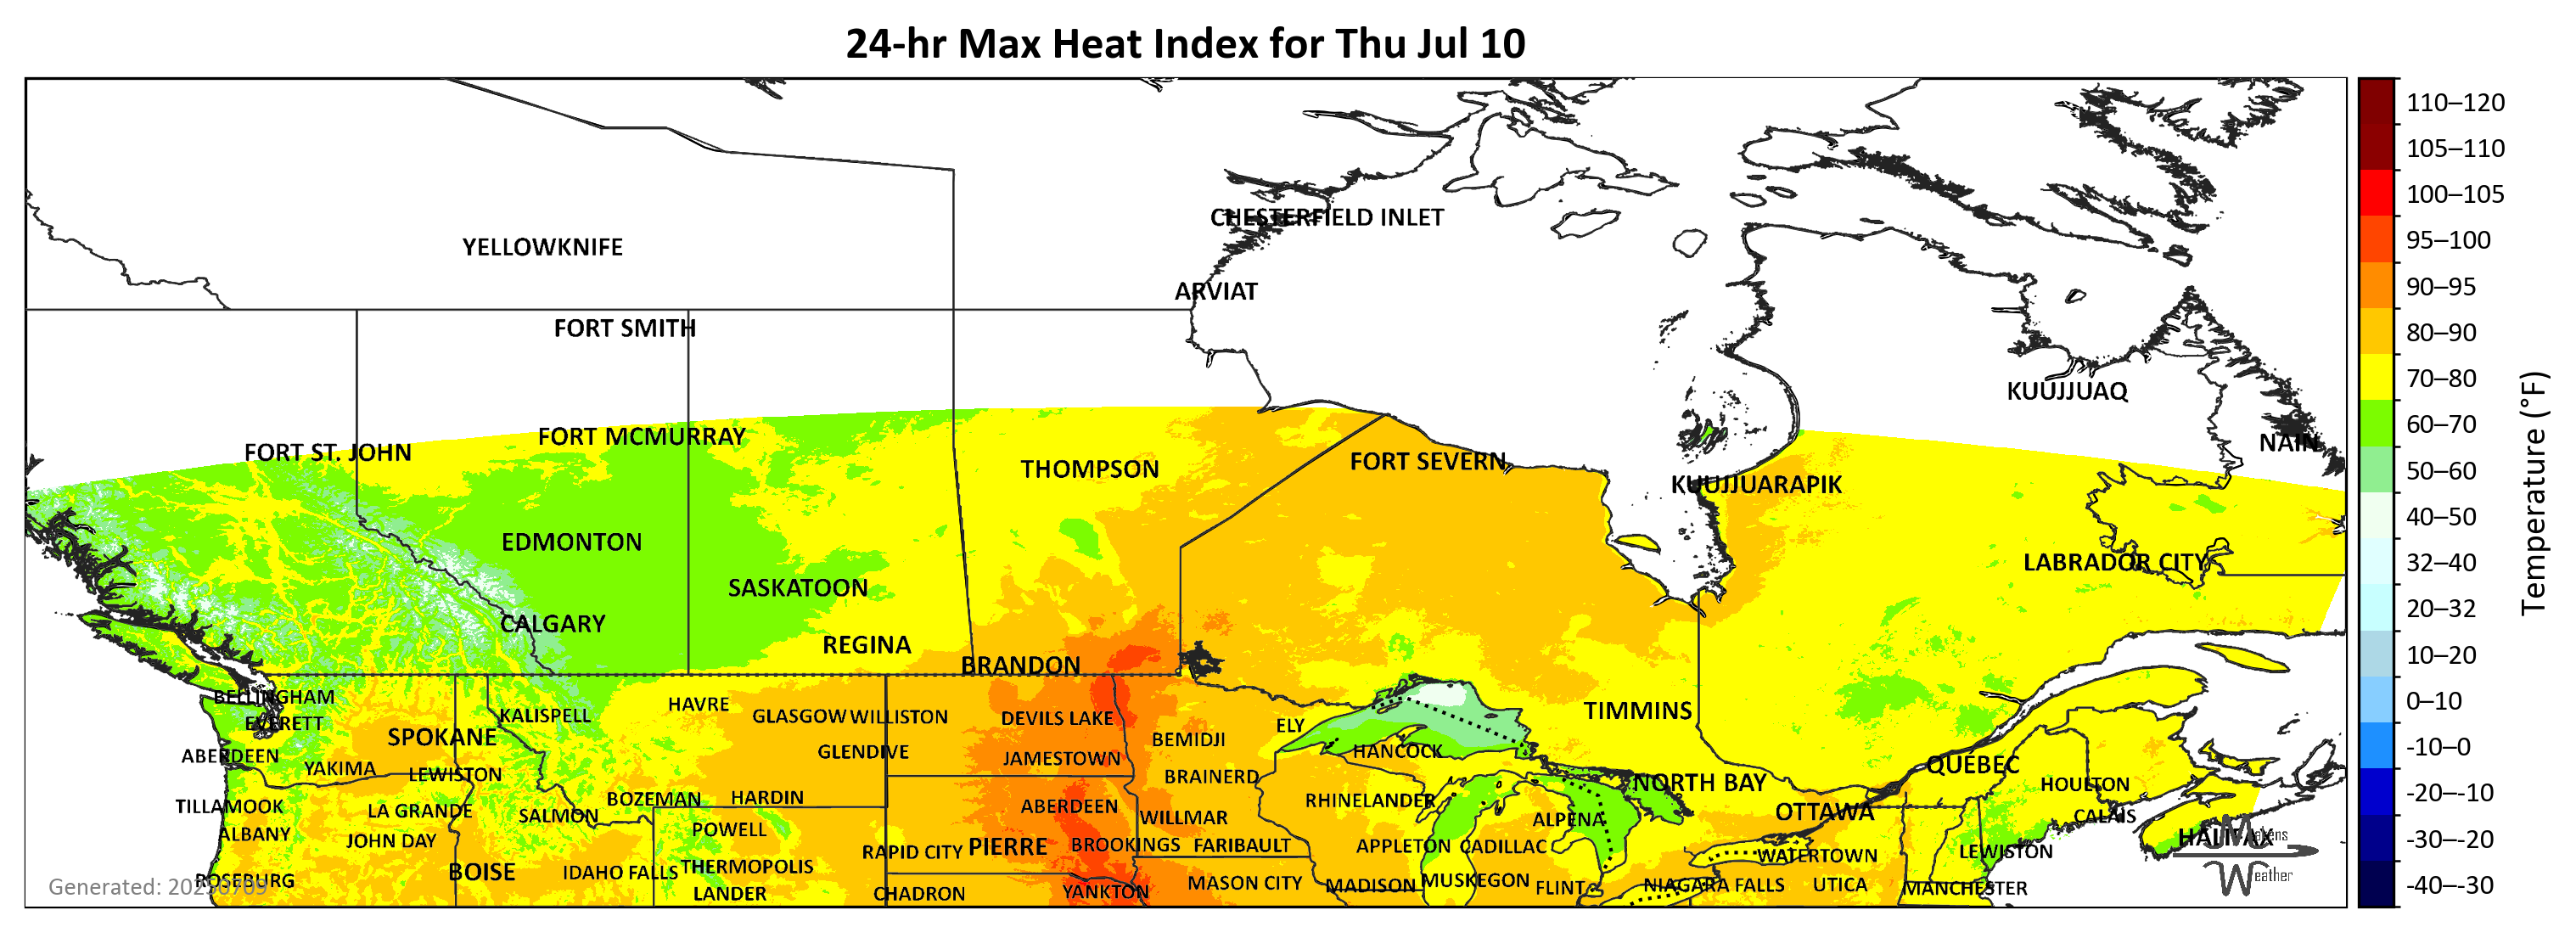 24-hr Max Heat Index for Thu Jul 10
CHESTERFIELD INLET
YELLOWKNIFE
ARVIAT
FORT SMITH
KUUJJUAQ
FORT MCMURRAY
NAIN
FORT ST. JOHN
FORT SEVERN
THOMPSON
KUUJJUARAPIK
EDMONTON
LABRADOR CITY
SASKATOON
CALGARY
REGINA
BRANDON
BELLINGHAM
HAVRE
TIMMINS
KALISPELL
GLASGOW
WILLISTON
DEVILS LAKE
EVERETT
ELY
SPOKANE
BEMIDJI
GLENDIVE
HANCOCK
ABERDEEN
JAMESTOWN
QUÉBEC
YAKIMA
LEWISTON
BRAINERD
NORTH BAY
HOULTON
BOZEMAN
HARDIN
RHINELANDER
TILLAMOOK
ABERDEEN
LA GRANDE
SALMON
WILLMAR
OTTAWA
CALAIS
ALPENA
ALBANY
POWELL
HALIFAX
JOHN DAY
PIERRE
BROOKINGS
FARIBAULT
APPLETON
CADILLAC
RAPID CITY
LEWISTON
WATERTOWN
BOISE
IDAHO FALLS
THERMOPOLIS
ROSEBURG
MUSKEGON
MASON CITY
MADISON
NIAGARA FALLS
UTICA
FLINT
MANCHESTER
LANDER
CHADRON
YANKTON
Generated: 20250709
Makens
Weather
110–120
105–110
100–105
95–100
90–95
80–90
70–80
60–70
50–60
40–50
32–40
20–32
10–20
0–10
-10–0
-20–-10
-30–-20
-40–-30
Temperature (°F)